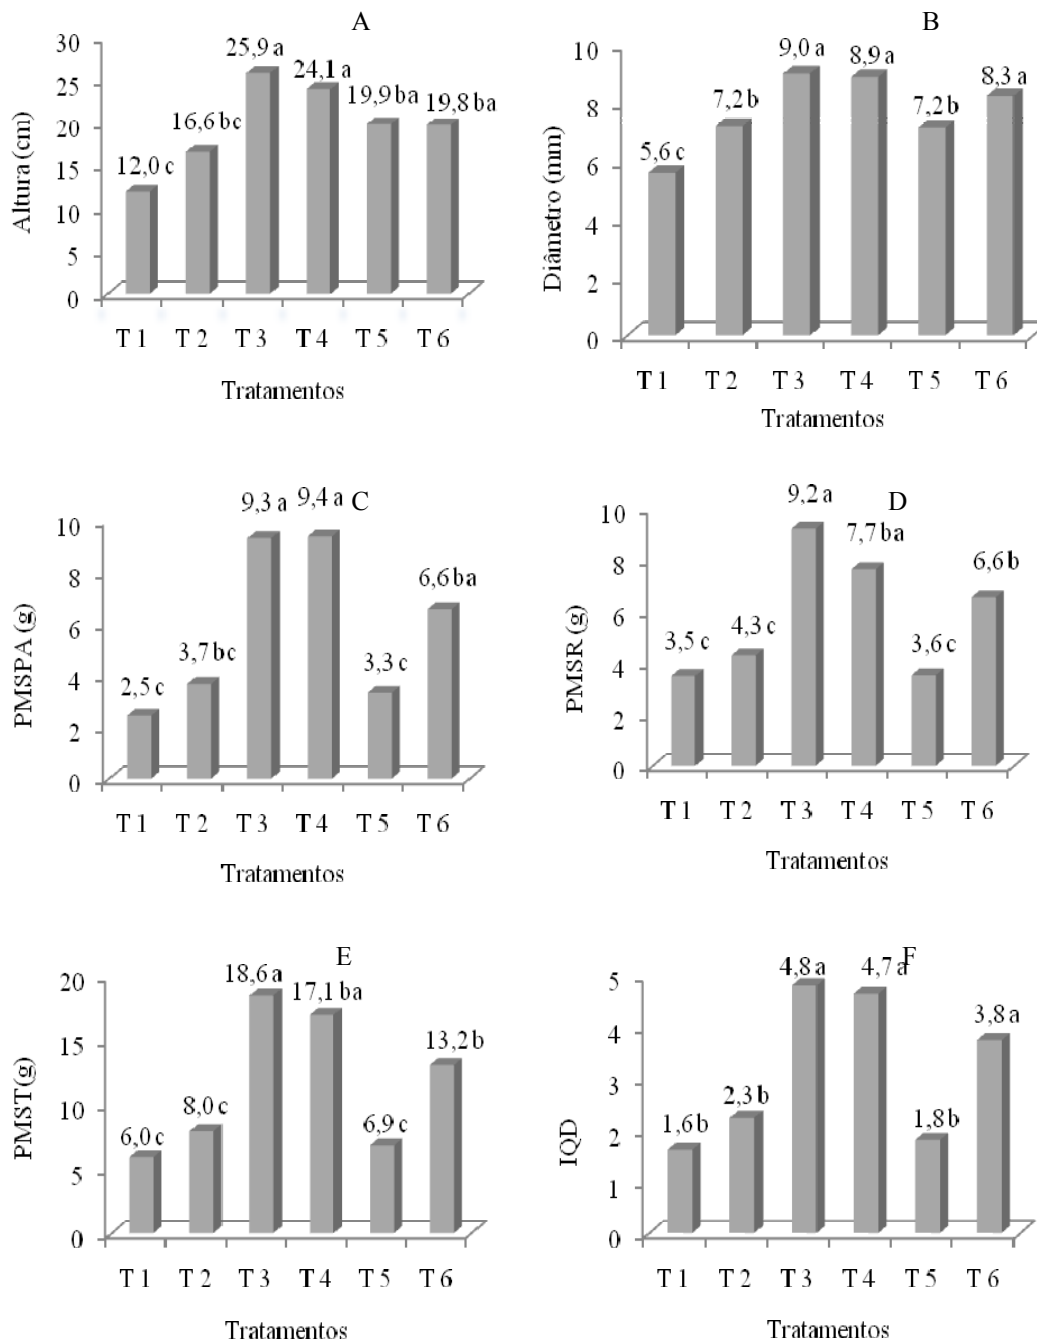 A
Altura (cm)
30
25
20
15
10
5
0
12,0 c
16,6 bc
25,9 a
24,1 a
19,9 ba
19,8 ba
T 1 T 2 T 3 T 4 T 5 T 6
Tratamentos
B
Diâmetro (mm)
10
8
6
4
2
0
5,6 c
7,2 b
9,0 a
8,9 a
7,2 b
8,3 a
T 1 T 2 T 3 T 4 T 5 T 6
Tratamentos
C
PMSPA (g)
10
8
6
4
2
0
2,5 c
3,7 bc
9,3 a
9,4 a
3,3 c
6,6 ba
T 1 T 2 T 3 T 4 T 5 T 6
Tratamentos
D
PMSR (g)
10
8
6
4
2
0
3,5 c
4,3 c
9,2 a
7,7 ba
3,6 c
6,6 b
T 1 T 2 T 3 T 4 T 5 T 6
Tratamentos
E
PMST (g)
20
15
10
5
0
6,0 c
8,0 c
18,6 a
17,1 ba
6,9 c
13,2 b
T 1 T 2 T 3 T 4 T 5 T 6
Tratamentos
F
IQD
5
4
3
2
1
0
1,6 b
2,3 b
4,8 a
4,7 a
1,8 b
3,8 a
T 1 T 2 T 3 T 4 T 5 T 6
Tratamentos